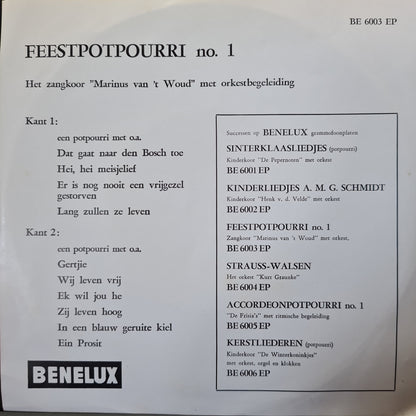 BE 6003 EP
FEESTPOTPOURRI no. 1
Het zangkoor "Marinus van 't Woud" met orkestbegeleiding
Kant 1:
een potpourri met o.a.
Dat gaat naar den Bosch toe
Hei, hei meisjelief
Er is nog nooit een vrijgezel
gestorven
Lang zullen ze leven
Kant 2:
een potpourri met o.a.
Gertjie
Wij leven vrij
Ek wil jou he
Zij leven hoog
In een blauw geruite kiel
Ein Prosit
BENELUX
Successen op BENELUX grammofoonplaten
SINTERKLAASLIEDJES (potpourri)
Kinderkoor "De Pepernoten" met orkest
BE 6001 EP
KINDERLIEDJES A. M. G. SCHMIDT
Kinderkoor "Henk v. d. Velde" met orkest
BE 6002 EP
FEESTPOTPOURRI no. 1
Zangkoor "Marinus van 't Woud" met orkest,
BE 6003 EP
STRAUSS-WALSEN
Het orkest "Kurt Graunke"
BE 6004 EP
ACCORDEONPOTPOURRI no. 1
"De Frisia's" met ritmische begeleiding
BE 6005 EP
KERSTLIEDEREN (potpourri)
Kinderkoor "De Winterkoninkjes"
met orkest, orgel en klokken
BE 6006 EP